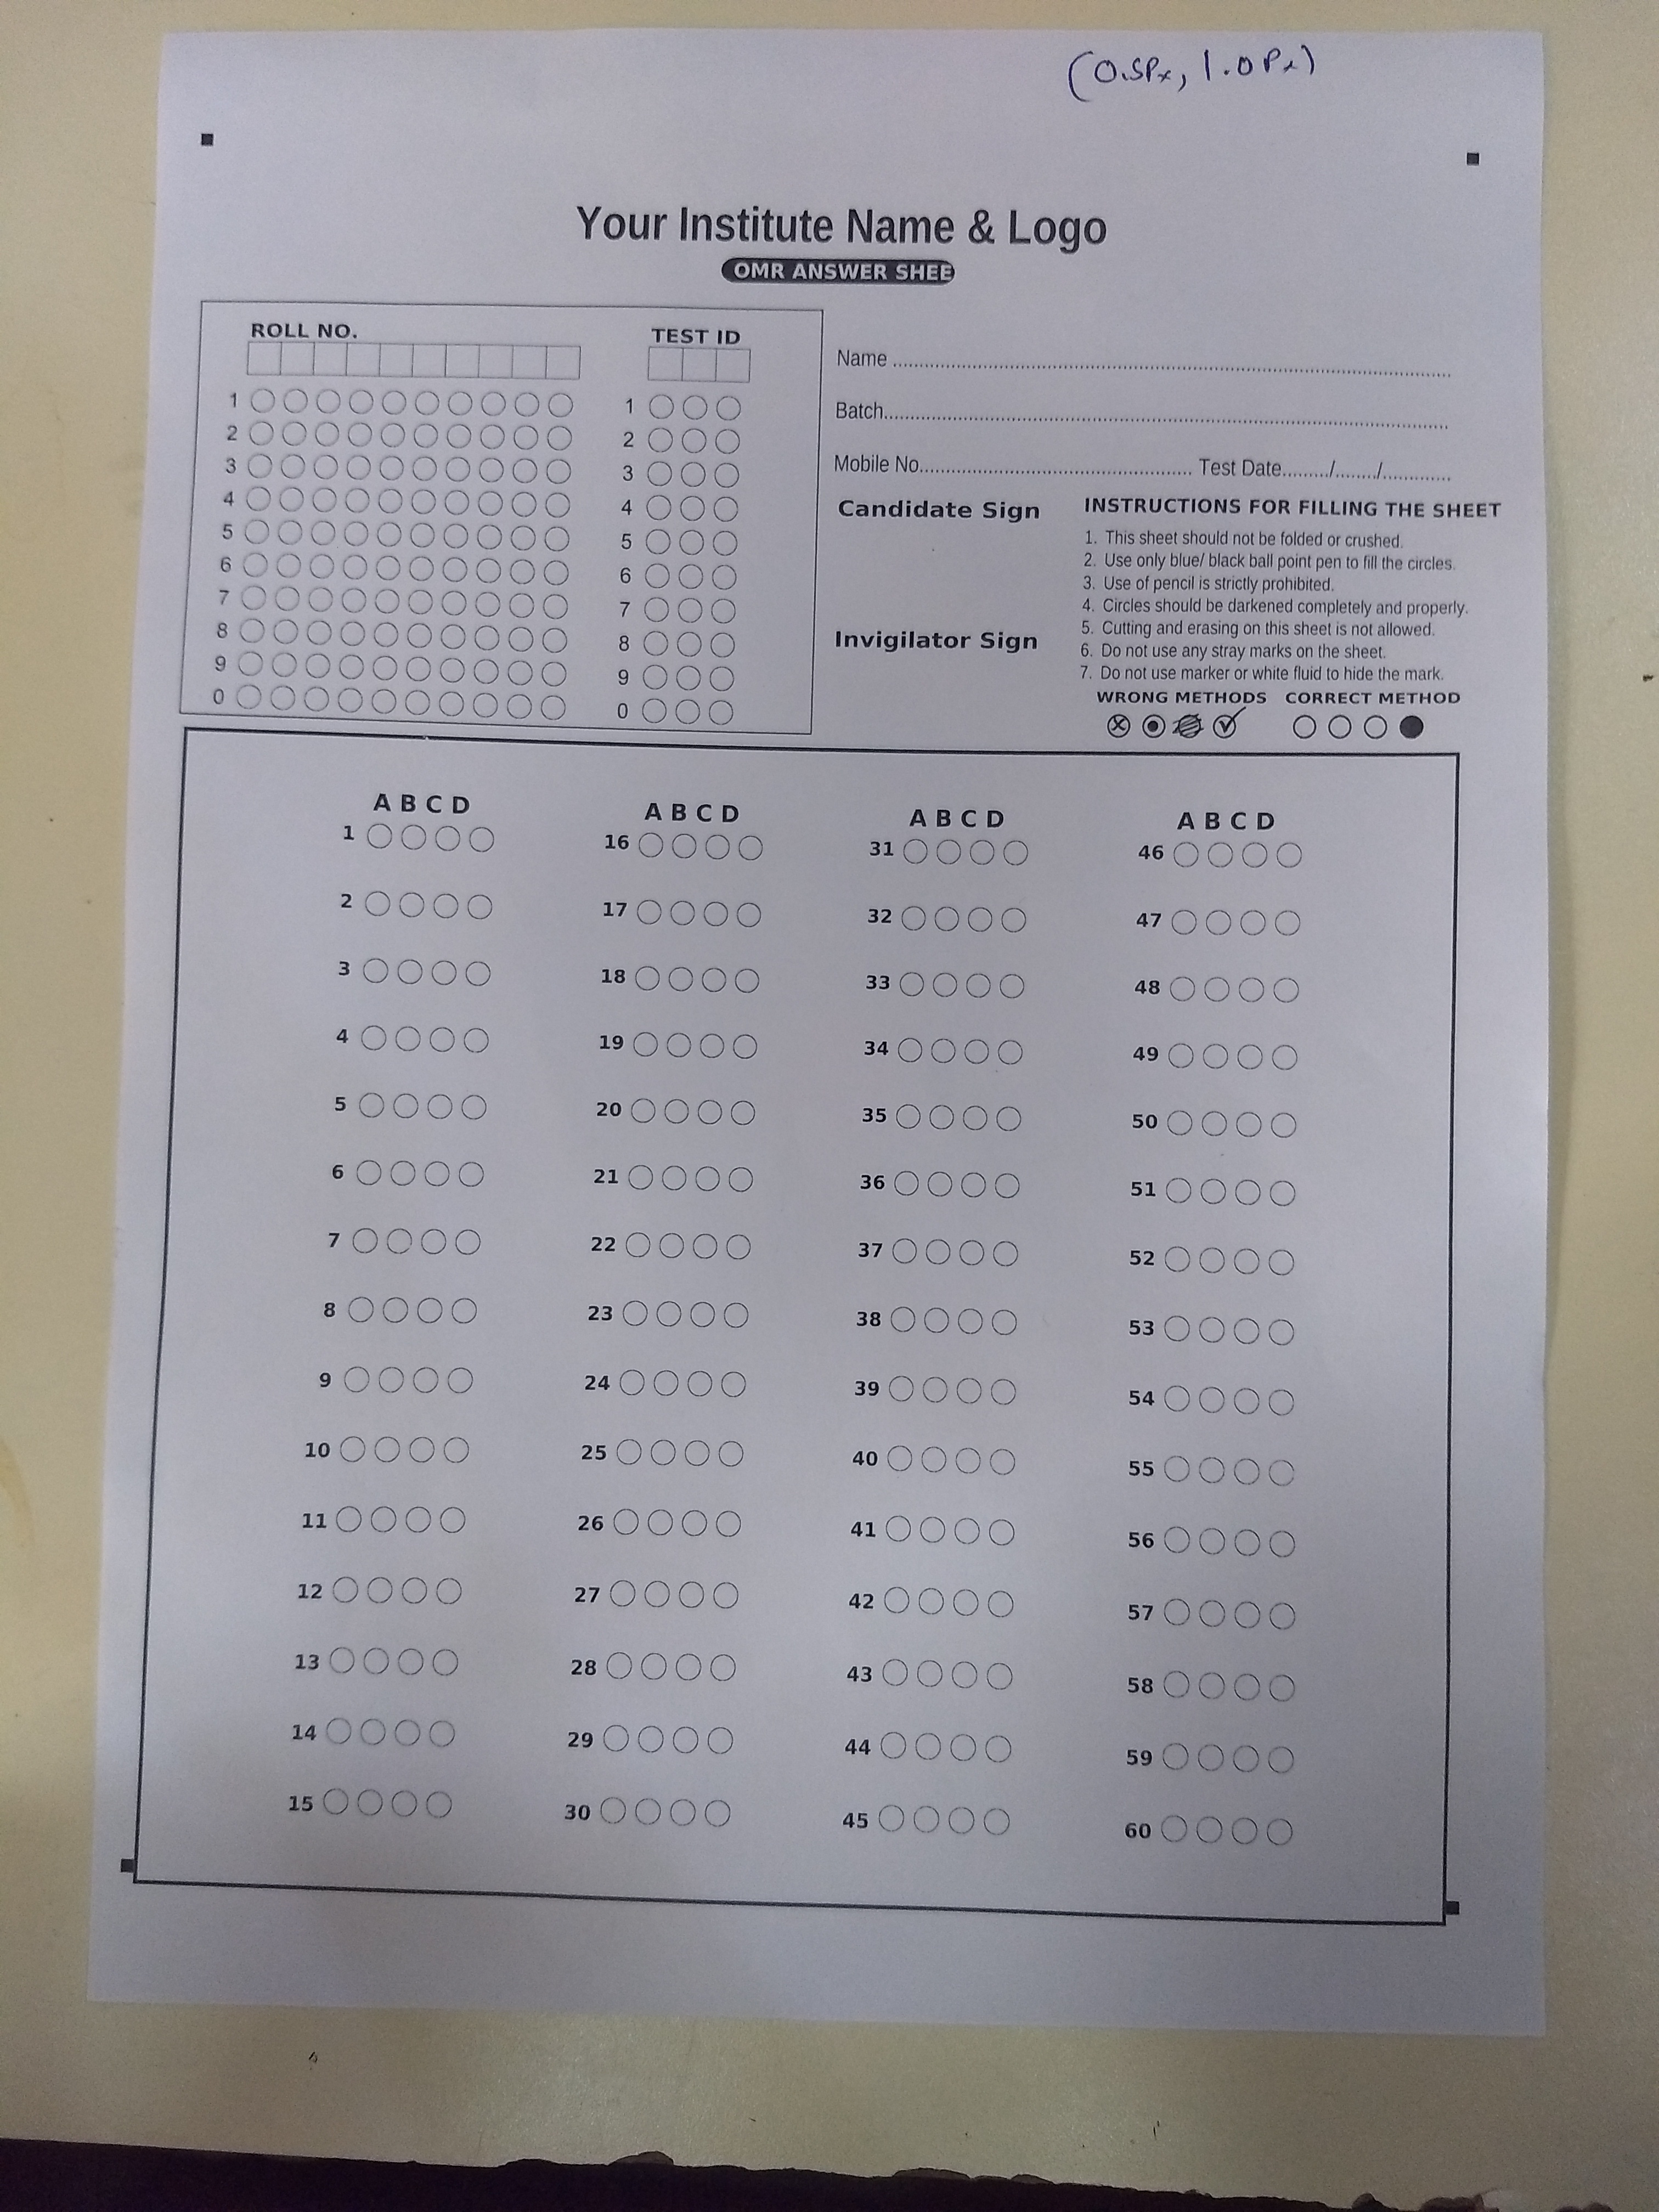 (0.5Px, 1.0Px)
Your Institute Name & Logo
OMR ANSWER SHEE
ROLL NO.
TEST ID
1 1
2 2
3 3
4 4
5 5
6 6
7 7
8 8
9 9
0 0
Name
Batch
Mobile No. Test Date ....../....../......
Candidate Sign
Invigilator Sign
INSTRUCTIONS FOR FILLING THE SHEET
1. This sheet should not be folded or crushed.
2. Use only blue/ black ball point pen to fill the circles.
3. Use of pencil is strictly prohibited.
4. Circles should be darkened completely and properly.
5. Cutting and erasing on this sheet is not allowed.
6. Do not use any stray marks on the sheet.
7. Do not use marker or white fluid to hide the mark.
WRONG METHODS CORRECT METHOD
A B C D A B C D A B C D A B C D
1 16 31 46
2 17 32 47
3 18 33 48
4 19 34 49
5 20 35 50
6 21 36 51
7 22 37 52
8 23 38 53
9 24 39 54
10 25 40 55
11 26 41 56
12 27 42 57
13 28 43 58
14 29 44 59
15 30 45 60